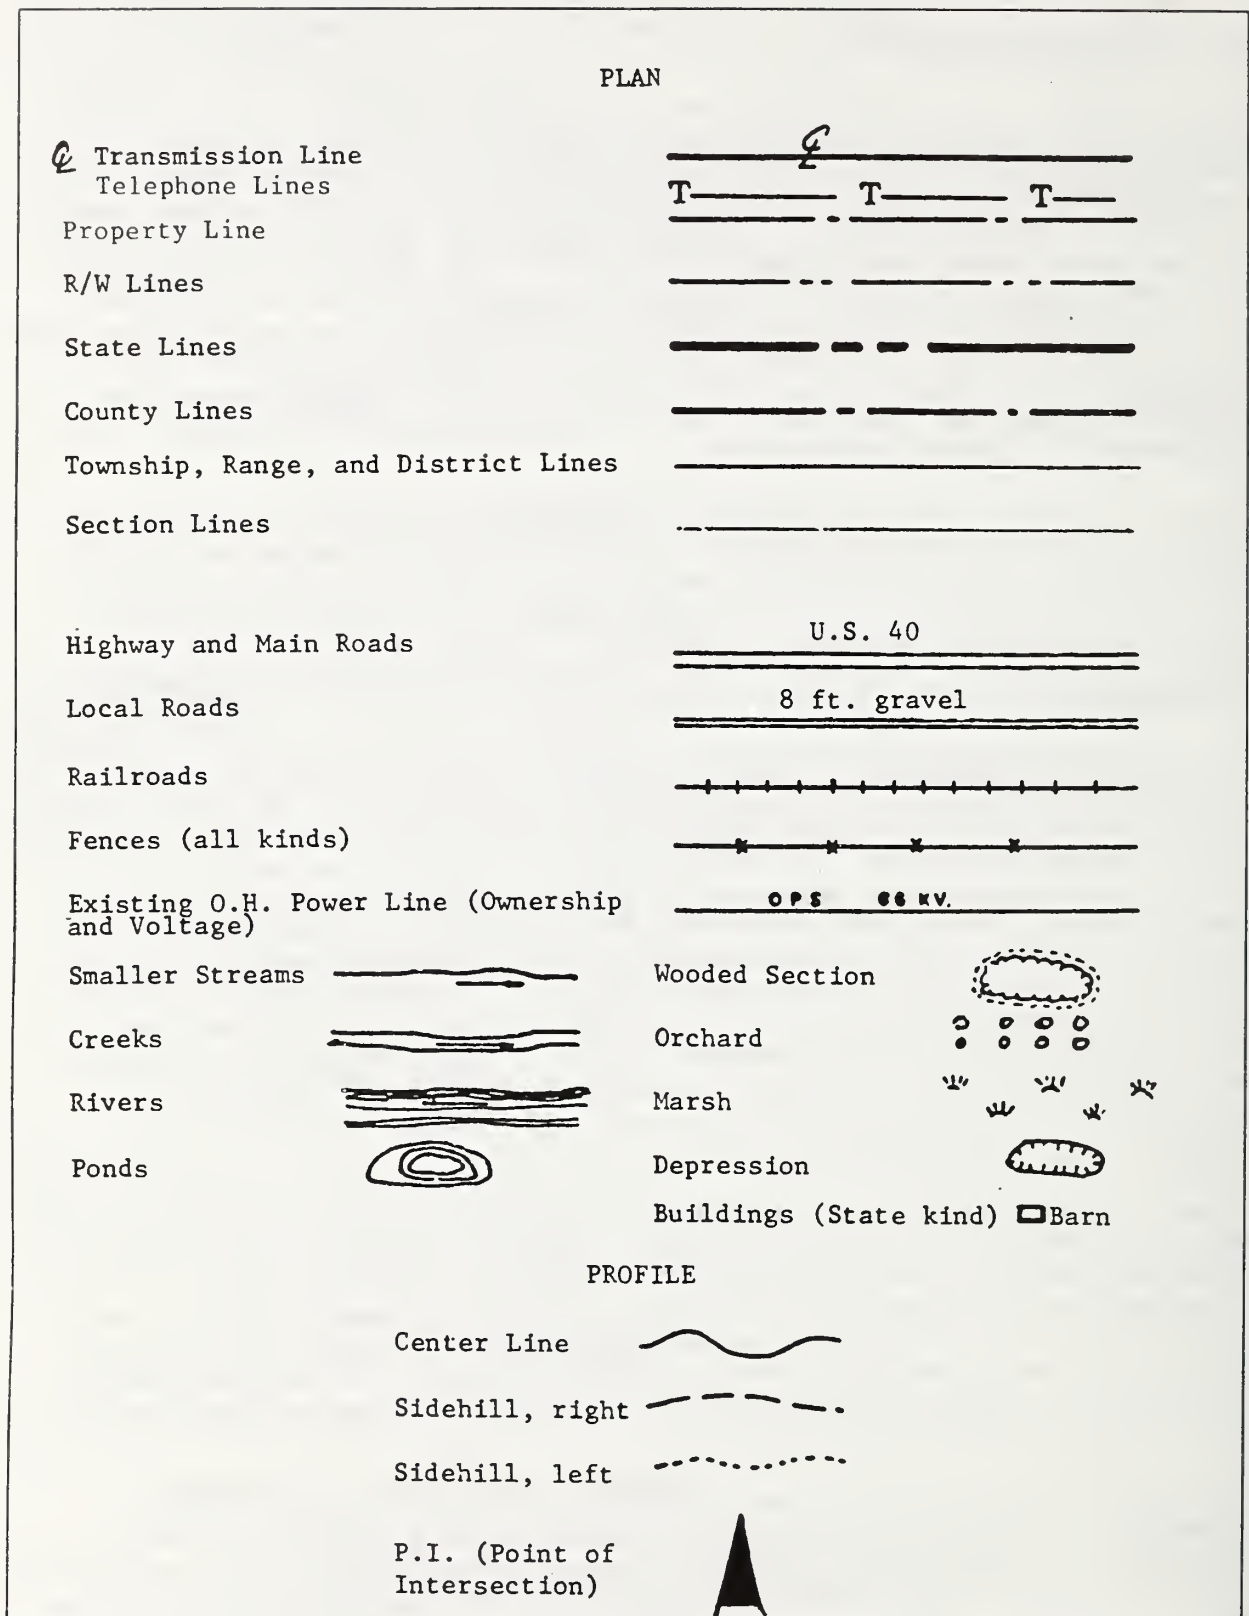 PLAN
℄ Transmission Line ℄
Telephone Lines T T T
Property Line
R/W Lines
State Lines
County Lines
Township, Range, and District Lines
Section Lines
Highway and Main Roads U.S. 40
Local Roads 8 ft. gravel
Railroads
Fences (all kinds)
Existing O.H. Power Line (Ownership
and Voltage) OPS 66 KV.
Smaller Streams Wooded Section
Creeks Orchard
Rivers Marsh
Ponds Depression
Buildings (State kind) Barn
PROFILE
Center Line
Sidehill, right
Sidehill, left
P.I. (Point of
Intersection)